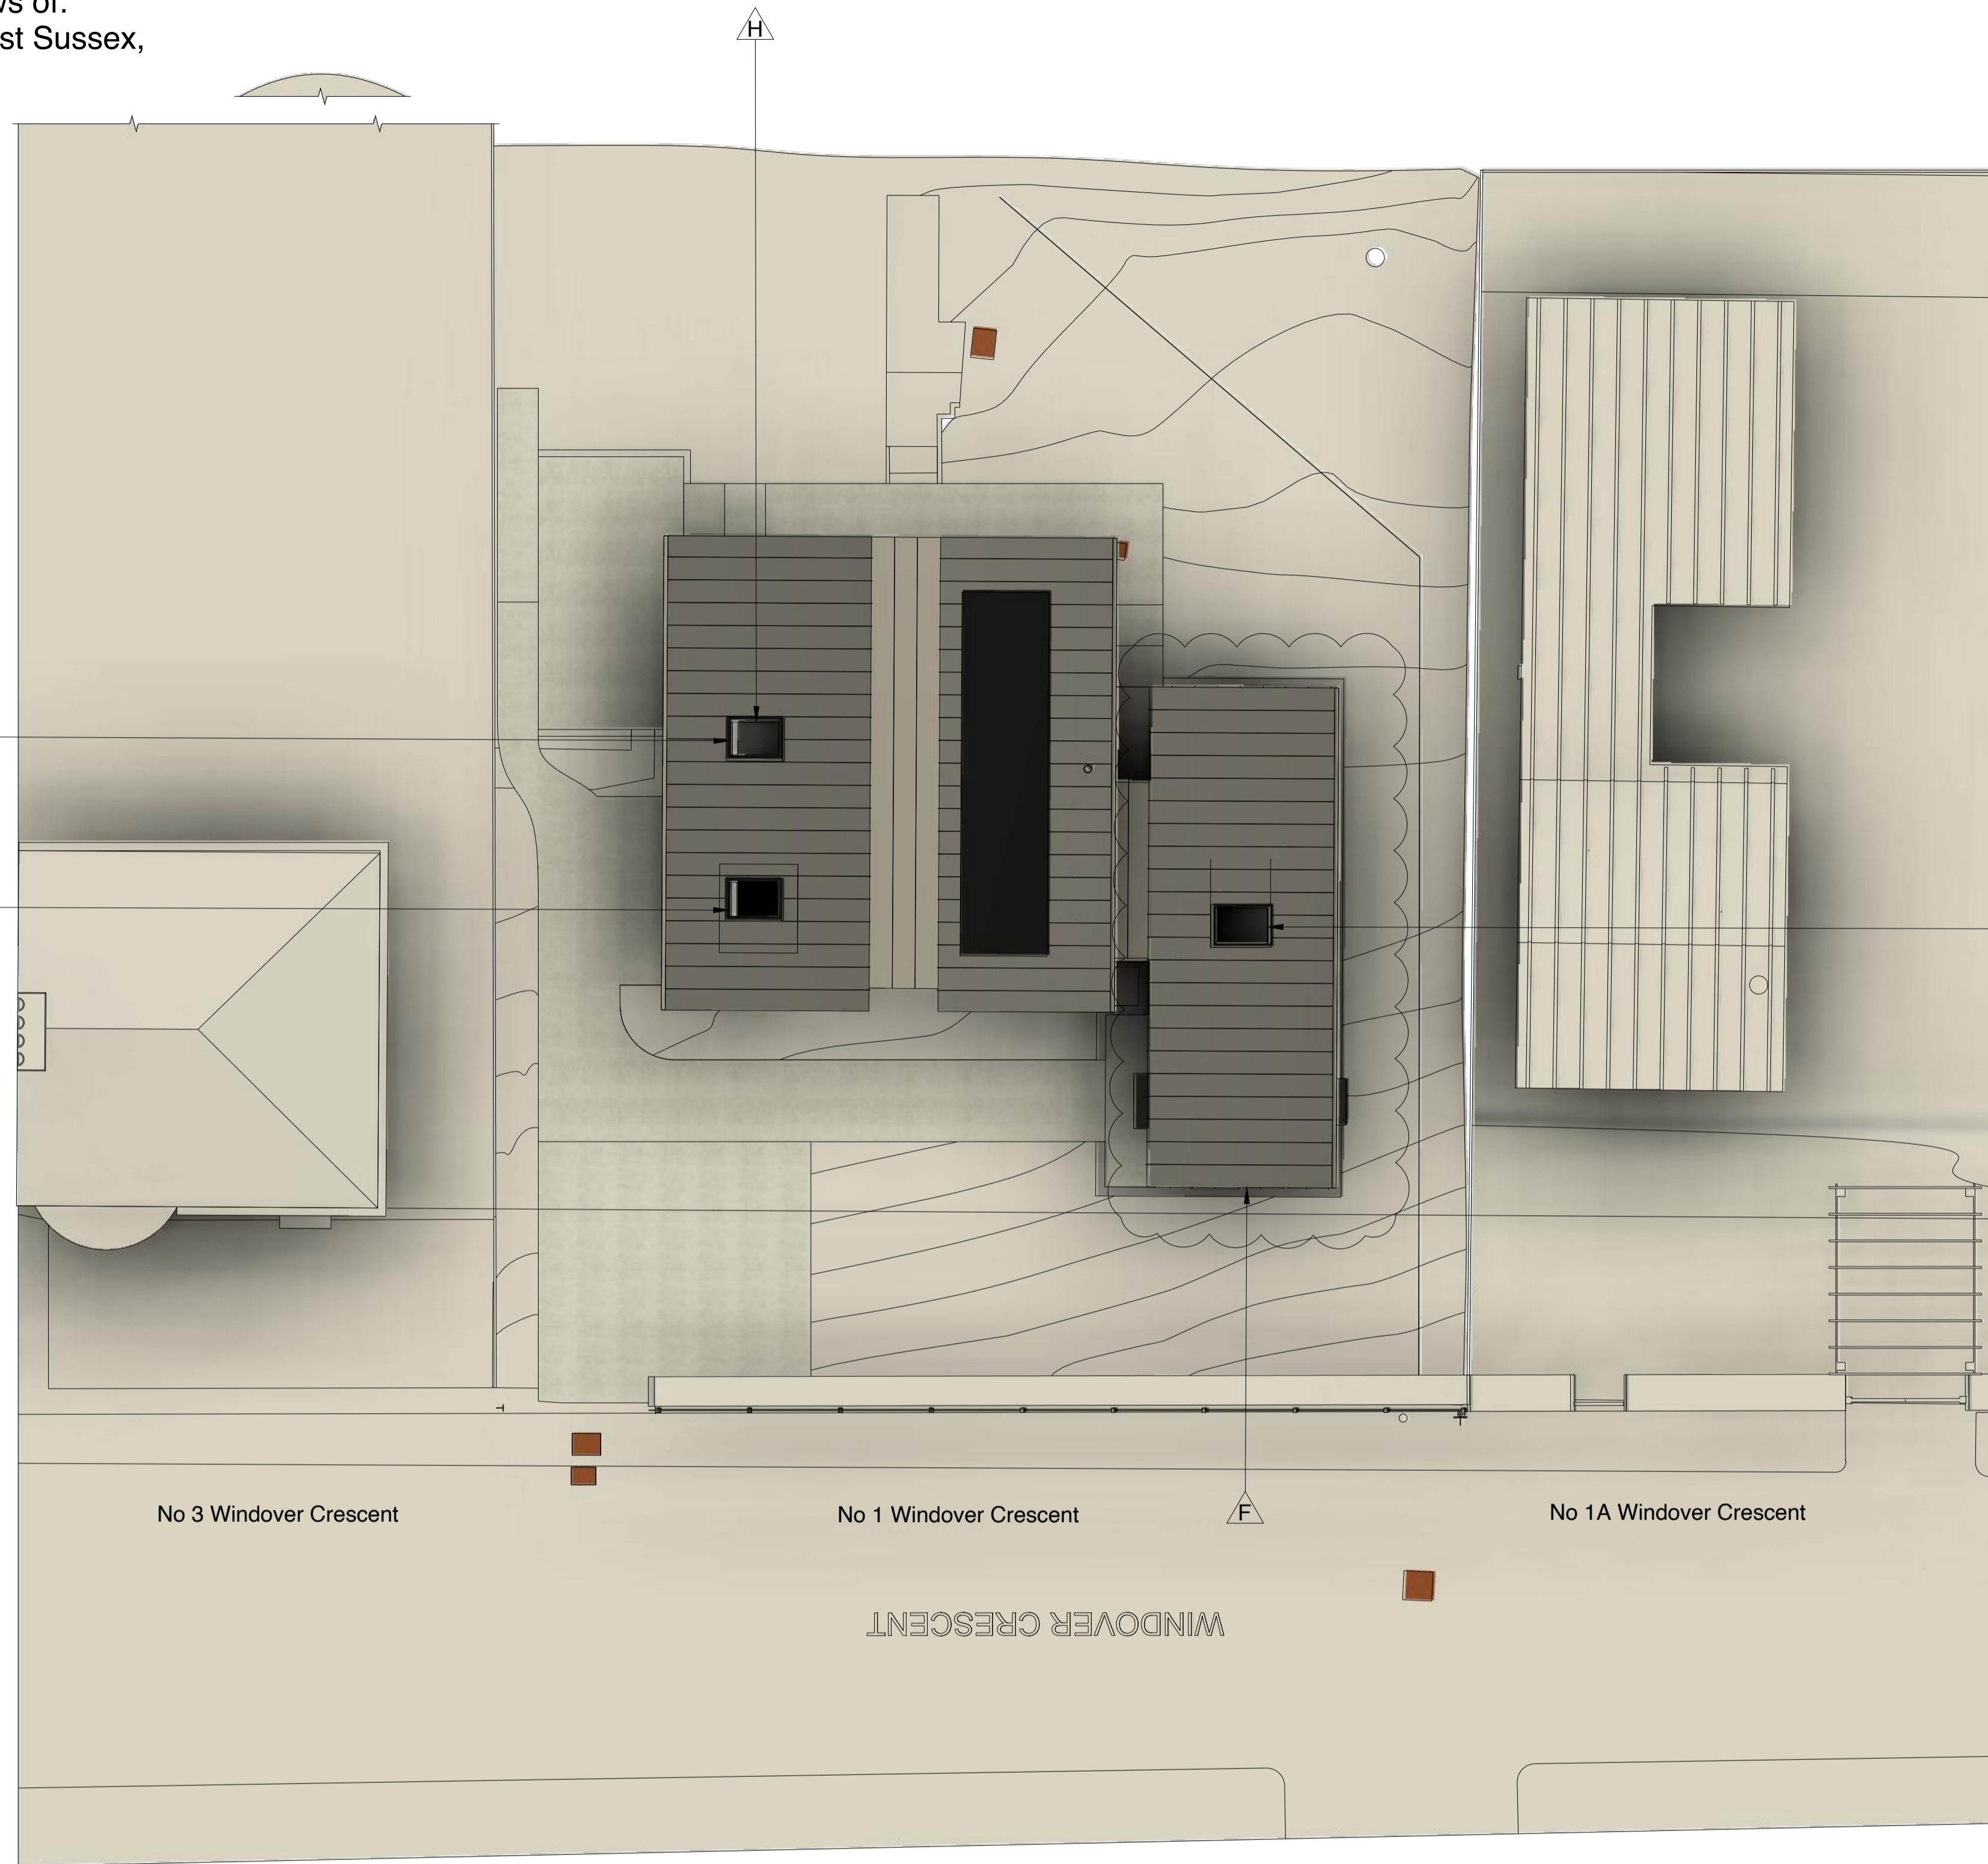 st Sussex,
H
No 3 Windover Crescent
No 1 Windover Crescent
F
No 1A Windover Crescent
WINDOVER CRESCENT